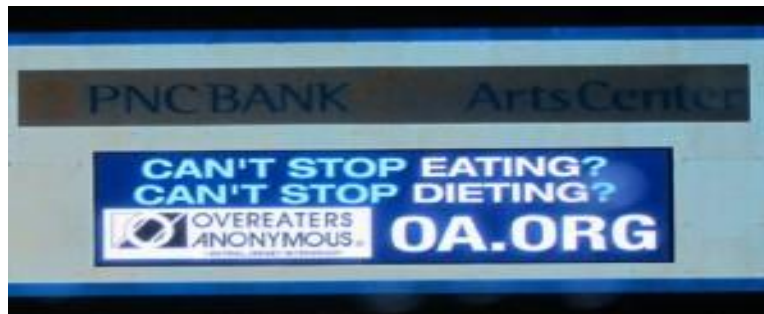 PNC BANK Arts Center
CAN'T STOP EATING?
CAN'T STOP DIETING?
OVEREATERS
ANONYMOUS®
OA.ORG